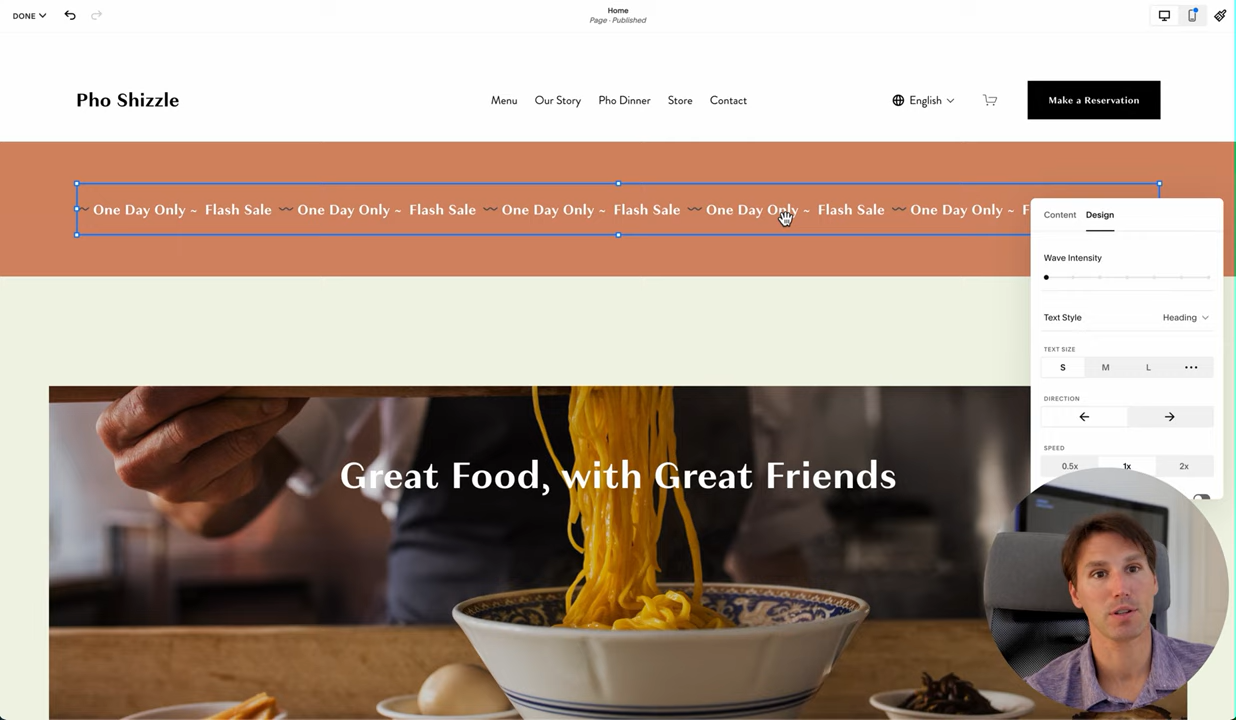 DONE
Home
Page · Published
Pho Shizzle
Menu Our Story Pho Dinner Store Contact
English
Make a Reservation
〰 One Day Only ~ Flash Sale 〰 One Day Only ~ Flash Sale 〰 One Day Only ~ Flash Sale 〰 One Day Only ~ Flash Sale 〰 One Day Only ~ F
Content Design
Wave Intensity
Text Style Heading
TEXT SIZE
S M L ...
DIRECTION
← →
SPEED
0.5x 1x 2x
Great Food, with Great Friends